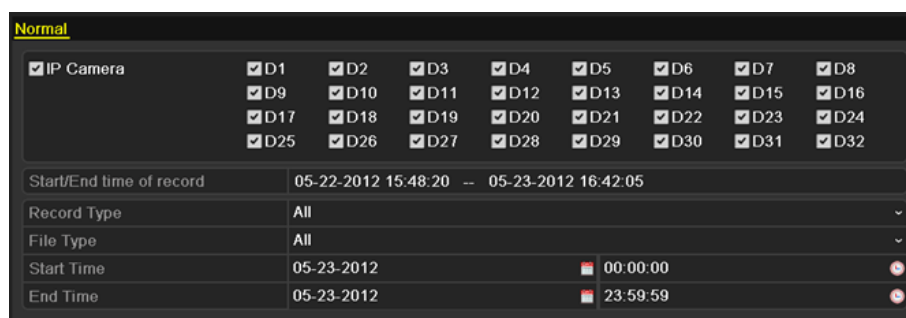 Normal
IP Camera D1 D2 D3 D4 D5 D6 D7 D8
D9 D10 D11 D12 D13 D14 D15 D16
D17 D18 D19 D20 D21 D22 D23 D24
D25 D26 D27 D28 D29 D30 D31 D32
Start/End time of record 05-22-2012 15:48:20 -- 05-23-2012 16:42:05
Record Type All
File Type All
Start Time 05-23-2012 00:00:00
End Time 05-23-2012 23:59:59